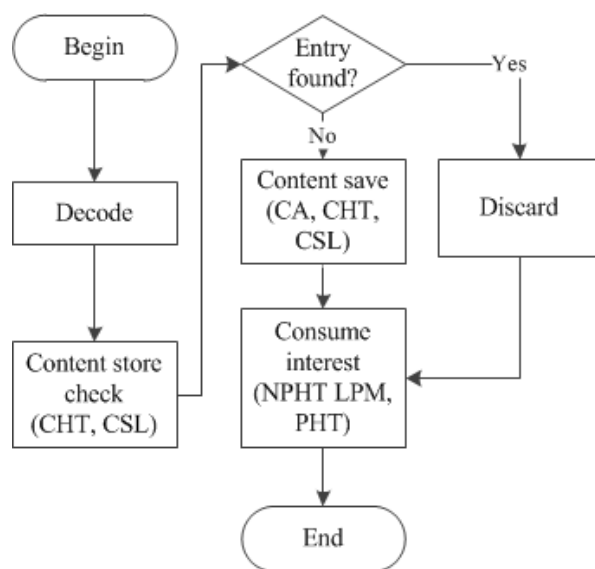 Begin
Decode
Content store
check
(CHT, CSL)
Entry
found?
Yes
No
Content save
(CA, CHT,
CSL)
Discard
Consume
interest
(NPHT LPM,
PHT)
End